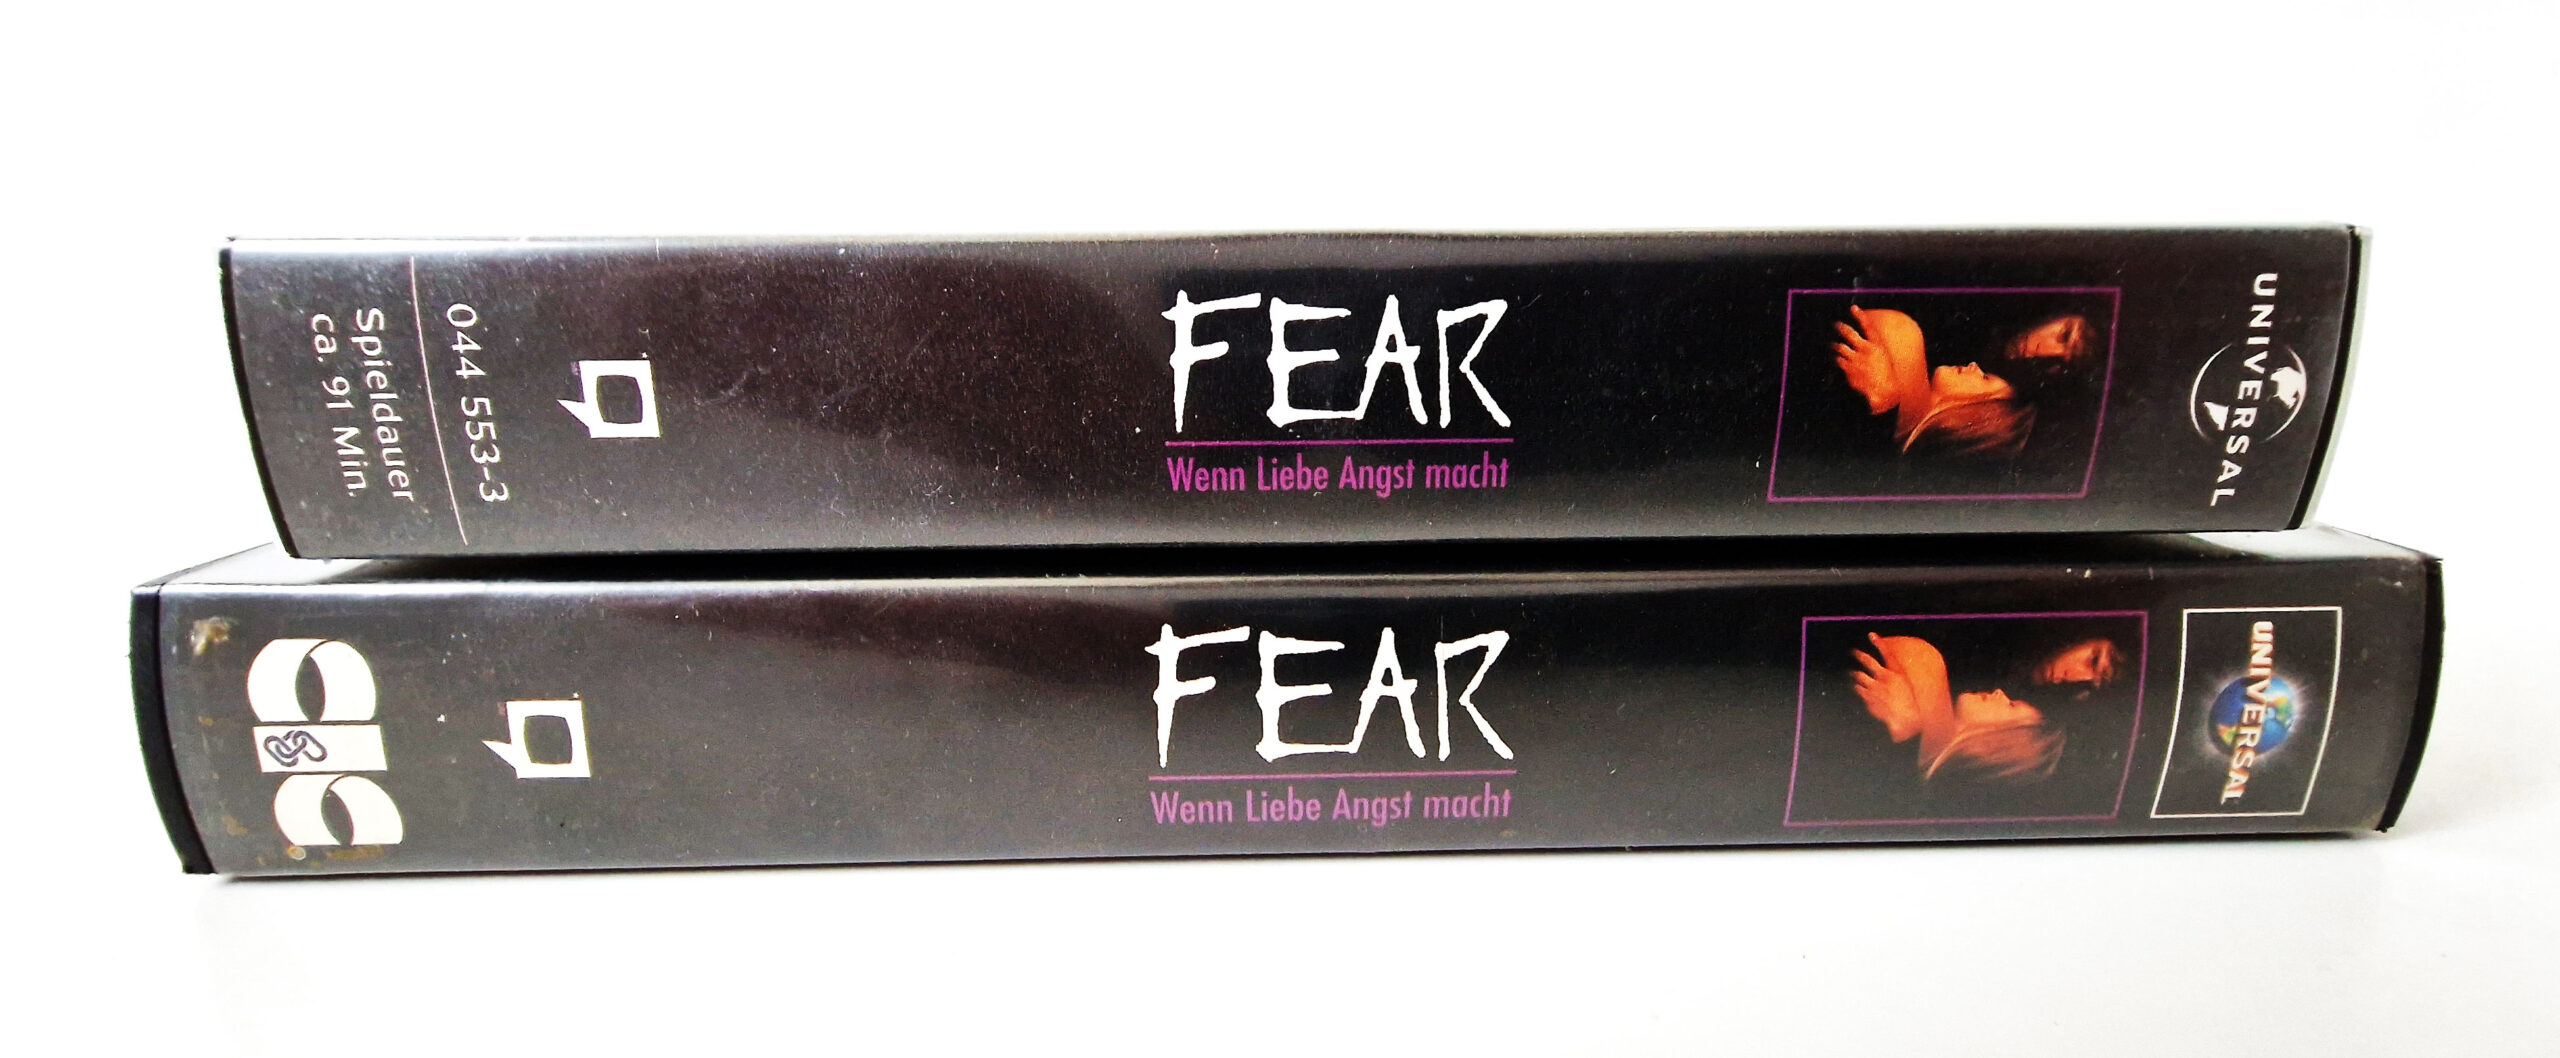 Spieldauer
ca. 91 Min.
044 553-3
FEAR
Wenn Liebe Angst macht
UNIVERSAL
CIC
FEAR
Wenn Liebe Angst macht
UNIVERSAL